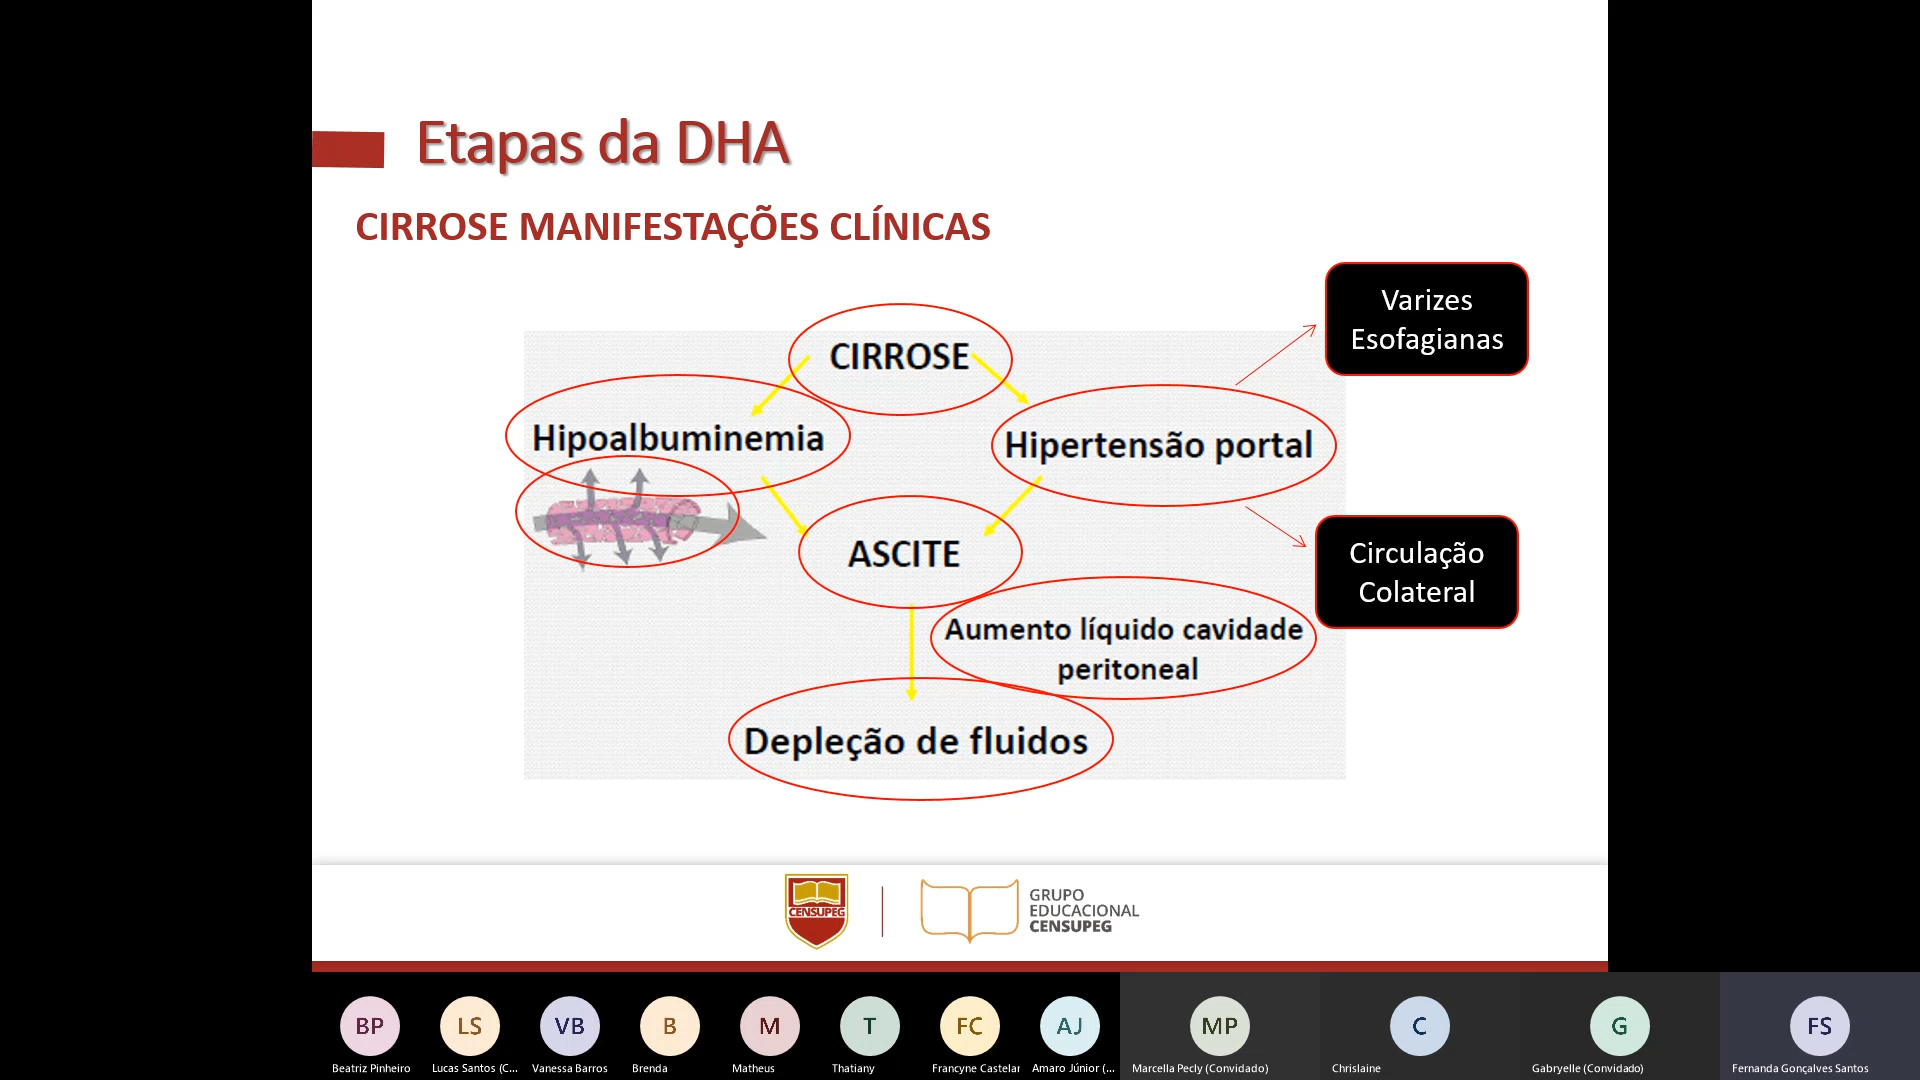 Etapas da DHA
CIRROSE MANIFESTAÇÕES CLÍNICAS
Varizes
Esofagianas
CIRROSE
Hipoalbuminemia
Hipertensão portal
ASCITE
Circulação
Colateral
Aumento líquido cavidade
peritoneal
Depleção de fluidos
CENSUPEG
GRUPO
EDUCACIONAL
CENSUPEG
BP
LS
VB
B
M
T
FC
AJ
MP
C
G
FS
Beatriz Pinheiro
Lucas Santos (C...
Vanessa Barros
Brenda
Matheus
Thatiany
Francyne Castelar
Amaro Júnior (...
Marcella Pecly (Convidado)
Chrislaine
Gabryelle (Convidado)
Fernanda Gonçalves Santos